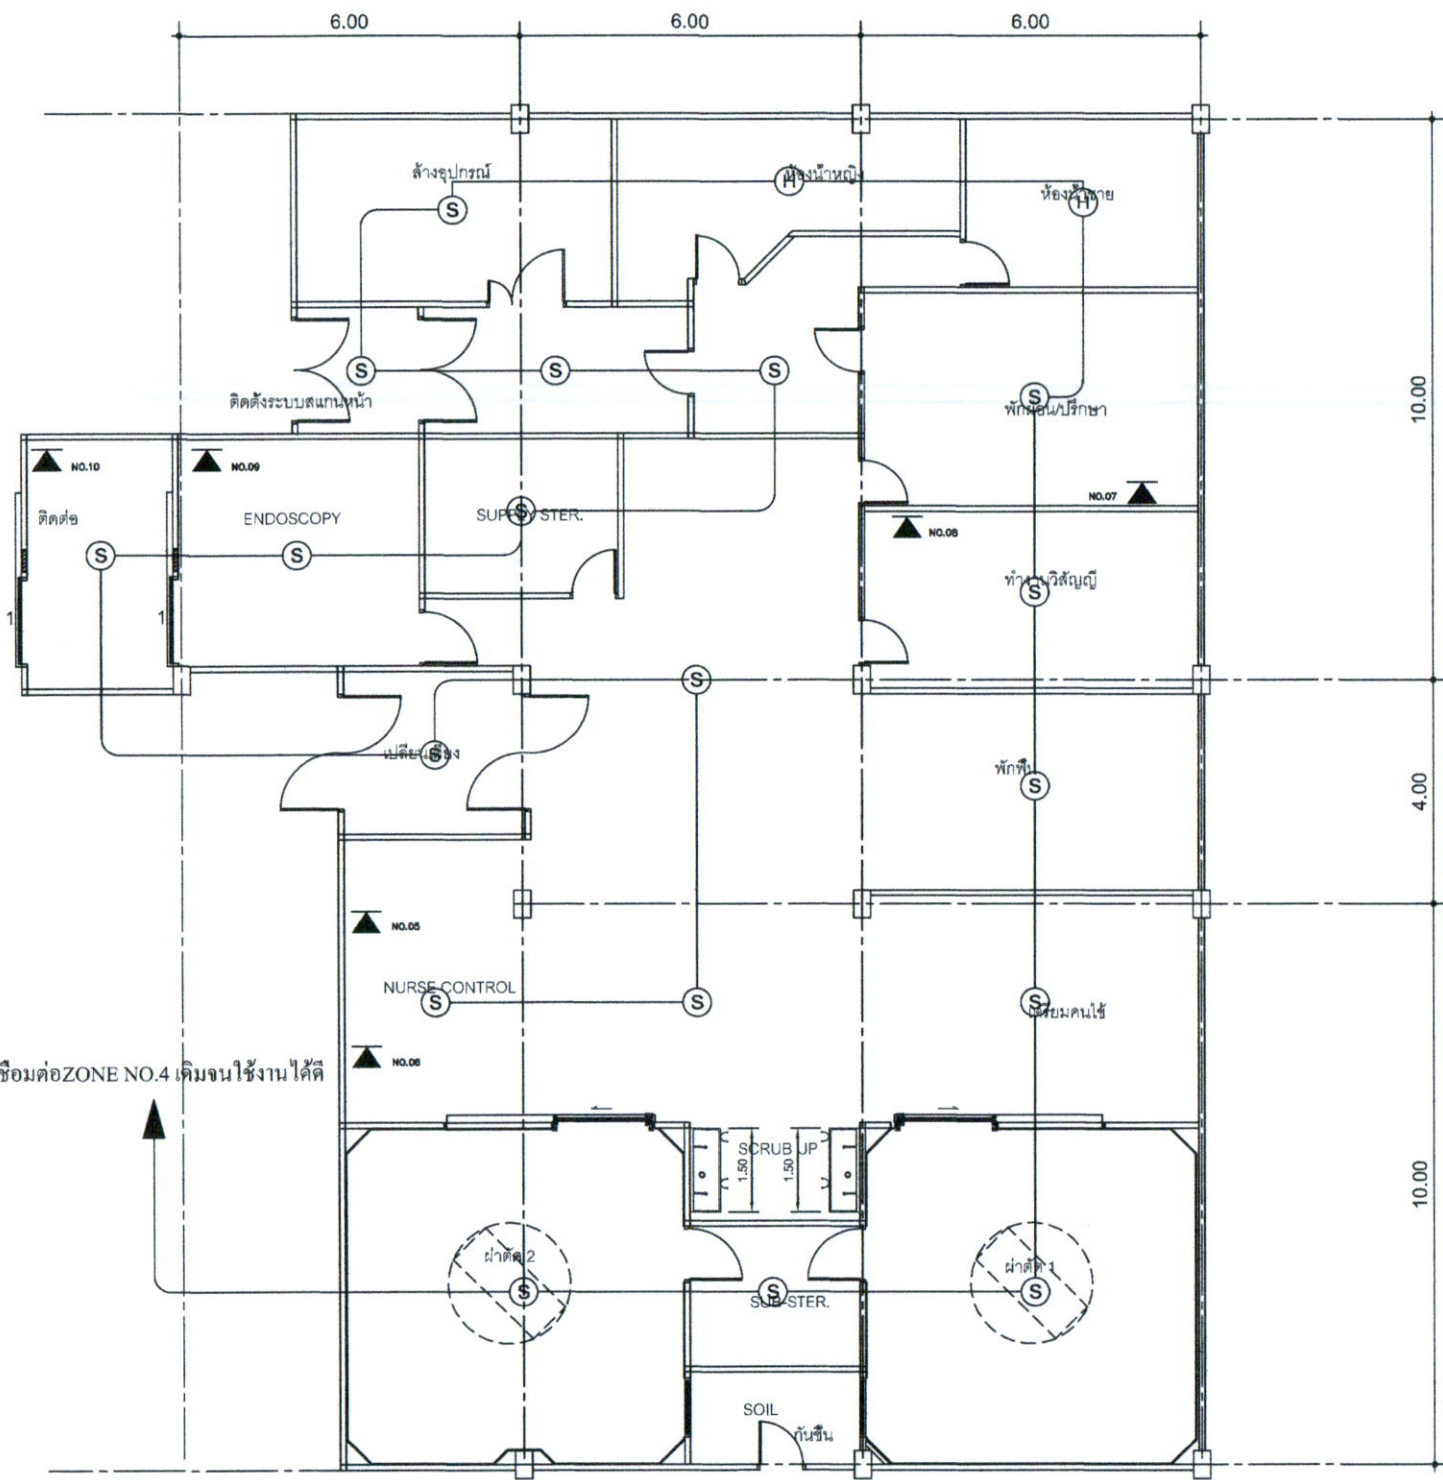 6.00 6.00 6.00
ล้างอุปกรณ์
S
H
ห้องน้ำหญิง
ห้องน้ำชาย
H
S S S
ติดตั้งระบบสแกนหน้า
S
พักผ่อน/ปรึกษา
10.00
NO.10
NO.09
NO.07
ติดต่อ
ENDOSCOPY
SUPPLY STER.
S
NO.08
S
S
ทำงานวิสัญญี
S
1
1
S
เปลี่ยนเตียง
S
พักฟื้น
S
4.00
NO.05
NURSE CONTROL
S
S
S
เตรียมคนไข้
NO.06
ชื่อมต่อZONE NO.4 เดิมจนใช้งานได้ดี
SCRUB UP
1.50
1.50
10.00
ผ่าตัด 2
S
S
SUB-STER.
ผ่าตัด 1
S
SOIL
กันชื้น